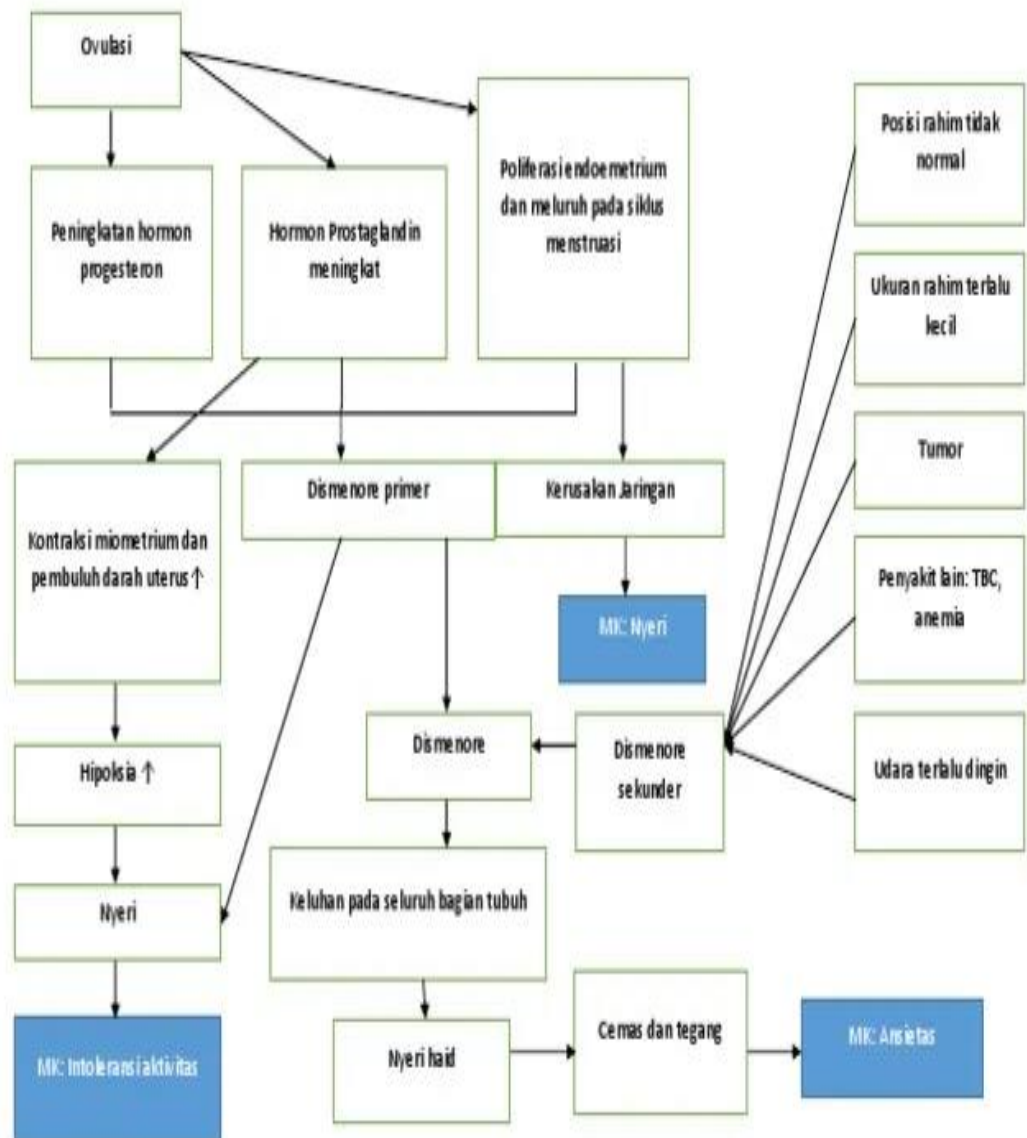 Ovulasi
Peningkatan hormon
progesteron
Hormon Prostaglandin
meningkat
Poliferasi endoemetrium
dan meluruh pada siklus
menstruasi
Posisi rahim tidak
normal
Ukuran rahim terlalu
kecil
Tumor
Penyakit lain: TBC,
anemia
Udara terlalu dingin
Kontraksi miometrium dan
pembuluh darah uterus ↑
Dismenore primer
Kerusakan Jaringan
MK: Nyeri
Hipoksia ↑
Dismenore
Dismenore
sekunder
Nyeri
Keluhan pada seluruh bagian tubuh
MK: Intoleransi aktivitas
Nyeri haid
Cemas dan tegang
MK: Ansietas